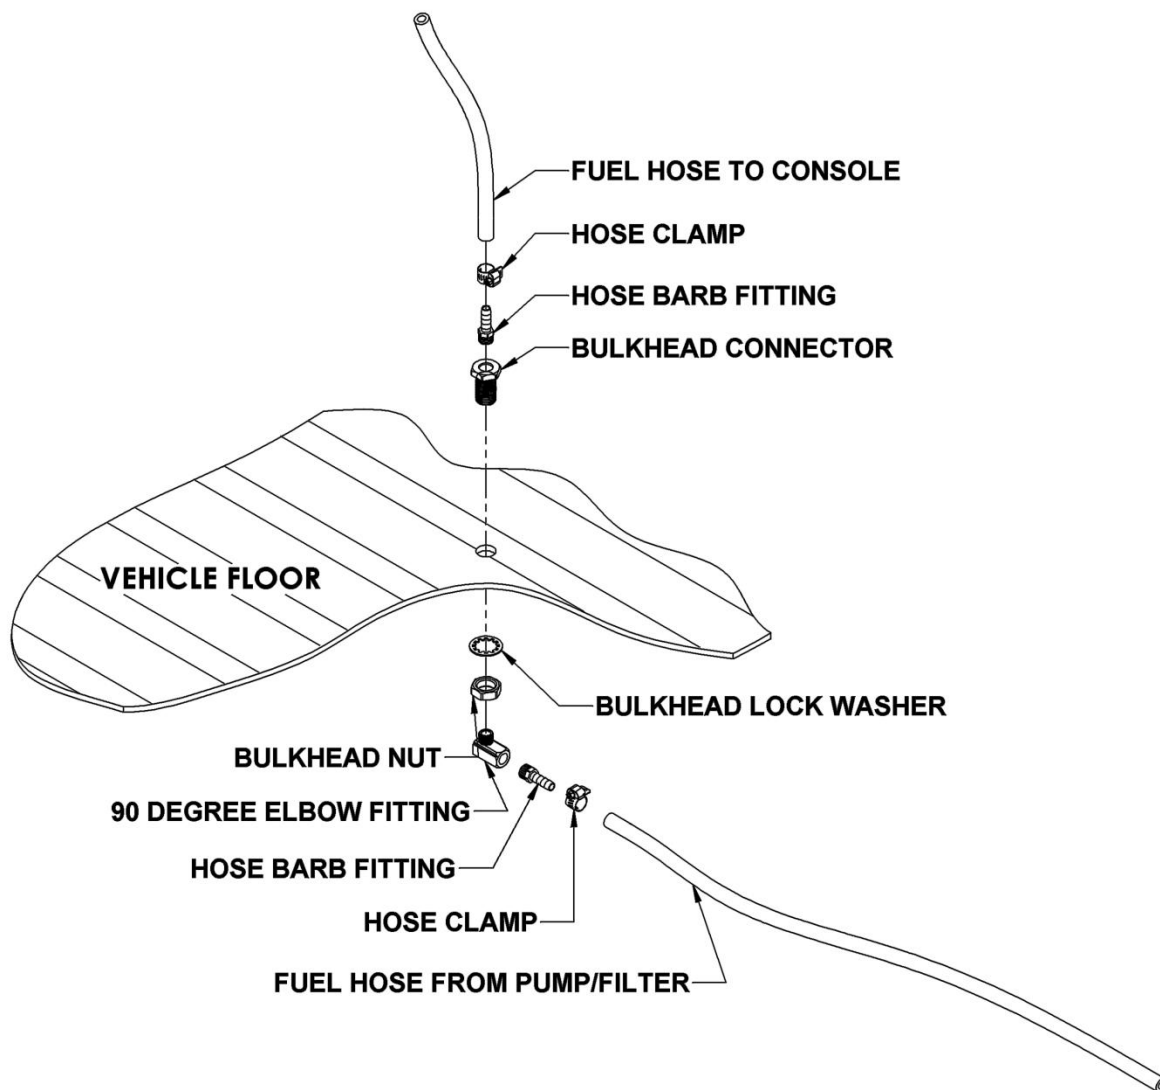 FUEL HOSE TO CONSOLE
HOSE CLAMP
HOSE BARB FITTING
BULKHEAD CONNECTOR
VEHICLE FLOOR
BULKHEAD LOCK WASHER
BULKHEAD NUT
90 DEGREE ELBOW FITTING
HOSE BARB FITTING
HOSE CLAMP
FUEL HOSE FROM PUMP/FILTER